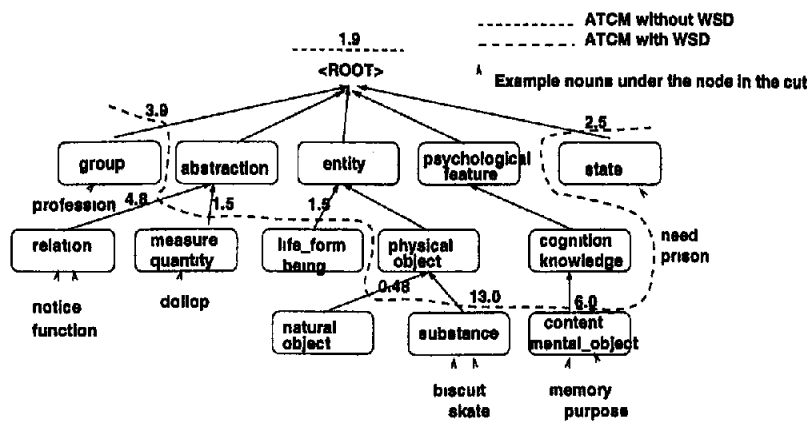 ATCM without WSD
ATCM with WSD
Example nouns under the node in the cut
1.9
<ROOT>
3.9
2.5
group
abstraction
entity
psychological
feature
state
profession
4.8
1.5
1.5
relation
measure
quantity
life_form
being
physical
object
cognition
knowledge
need
prison
notice
function
dollop
0.48
13.0
6.0
natural
object
substance
content
mental_object
biscuit
skate
memory
purpose